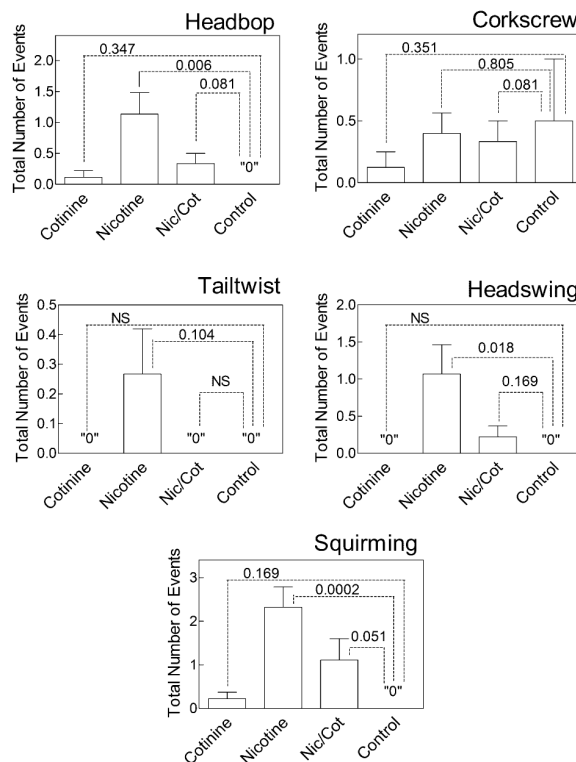 Headbop
Total Number of Events
2.0
1.5
1.0
0.5
0.0
0.347
0.006
0.081
"0"
Cotinine
Nicotine
Nic/Cot
Control
Corkscrew
Total Number of Events
1.0
0.5
0.0
0.351
0.805
0.081
Cotinine
Nicotine
Nic/Cot
Control
Tailtwist
Total Number of Events
0.5
0.4
0.3
0.2
0.1
0.0
NS
0.104
NS
"0"
"0"
"0"
Cotinine
Nicotine
Nic/Cot
Control
Headswing
Total Number of Events
2.0
1.5
1.0
0.5
0.0
NS
0.018
0.169
"0"
"0"
Cotinine
Nicotine
Nic/Cot
Control
Squirming
Total Number of Events
3
2
1
0
0.169
0.0002
0.051
"0"
Cotinine
Nicotine
Nic/Cot
Control